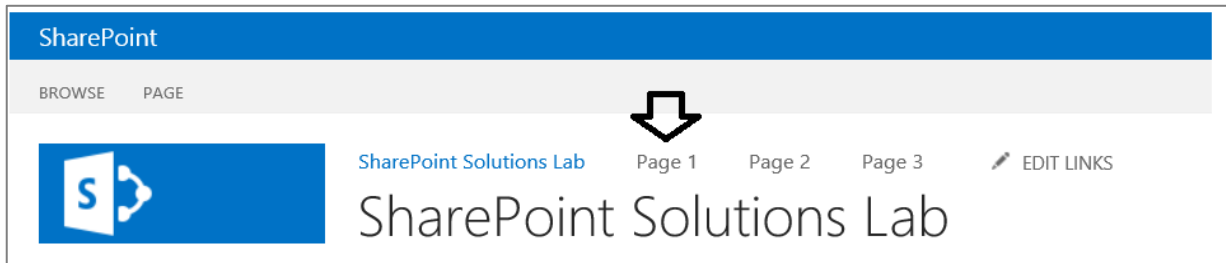 SharePoint
BROWSE PAGE
S
SharePoint Solutions Lab Page 1 Page 2 Page 3 EDIT LINKS
SharePoint Solutions Lab